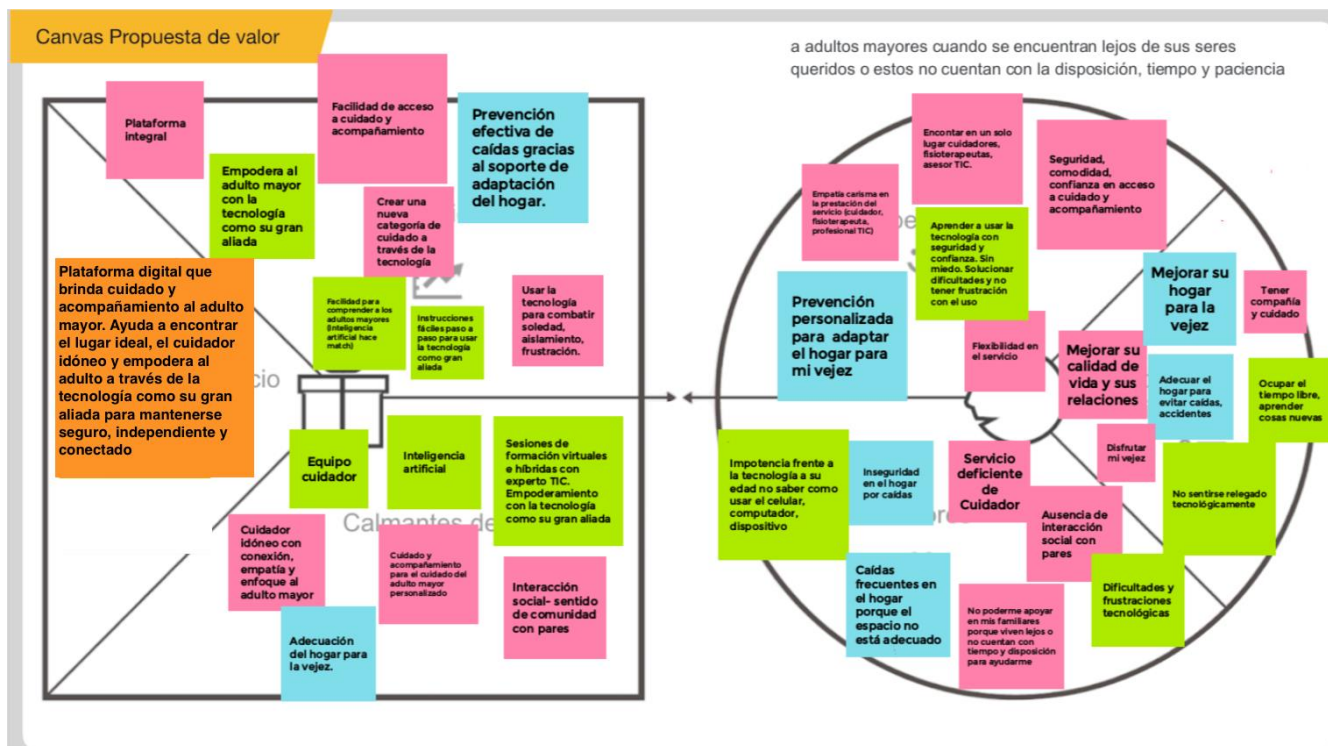 Canvas Propuesta de valor
a adultos mayores cuando se encuentran lejos de sus seres
queridos o estos no cuentan con la disposición, tiempo y paciencia
Plataforma
integral
Facilidad de acceso
a cuidado y
acompañamiento
Prevención
efectiva de
caídas gracias
al soporte de
adaptación
del hogar.
Empodera al
adulto mayor
con la
tecnología
como su gran
aliada
Crear una
nueva
categoría de
cuidado a
través de la
tecnología
Plataforma digital que
brinda cuidado y
acompañamiento al adulto
mayor. Ayuda a encontrar
el lugar ideal, el cuidador
idóneo y empodera al
adulto a través de la
tecnología como su gran
aliada para mantenerse
seguro, independiente y
conectado
Facilidad para
comprender a los
adultos mayores
(Inteligencia
artificial hace
match)
Instrucciones
fáciles paso a
paso para usar
la tecnología
como gran
aliada
Usar la
tecnología
para combatir
soledad,
aislamiento,
frustración.
cio
Equipo
cuidador
Inteligencia
artificial
Sesiones de
formación virtuales
e híbridas con
experto TIC.
Empoderamiento
con la tecnología
como su gran aliada
Calmantes de
Cuidador
idóneo con
conexión,
empatía y
enfoque al
adulto mayor
Cuidado y
acompañamiento
para el cuidado del
adulto mayor
personalizado
Interacción
social- sentido
de comunidad
con pares
Adecuación
del hogar para
la vejez.
Encontar en un solo
lugar cuidadores,
fisioterapeutas,
asesor TIC.
Seguridad,
comodidad,
confianza en acceso
a cuidado y
acompañamiento
Empatía carisma en
la prestación del
servicio (cuidador,
fisioterapeuta,
profesional TIC)
Aprender a usar la
tecnología con
seguridad y
confianza. Sin
miedo. Solucionar
dificultades y no
tener frustración
con el uso
Prevención
personalizada
para adaptar
el hogar para
mi vejez
Mejorar su
hogar para
la vejez
Tener
compañía
y cuidado
Flexibilidad en
el servicio
Mejorar su
calidad de
vida y sus
relaciones
Adecuar el
hogar para
evitar caídas,
accidentes
Ocupar el
tiempo libre,
aprender
cosas nuevas
Disfrutar
mi vejez
Impotencia frente a
la tecnología a su
edad no saber como
usar el celular,
computador,
dispositivo
Inseguridad
en el hogar
por caídas
Servicio
deficiente
de
Cuidador
No sentirse relegado
tecnológicamente
ores
Ausencia de
interacción
social con
pares
Caídas
frecuentes en
el hogar
porque el
espacio no
está adecuado
No poderme apoyar
en mis familiares
porque viven lejos o
no cuentan con
tiempo y disposición
para ayudarme
Dificultades y
frustraciones
tecnológicas